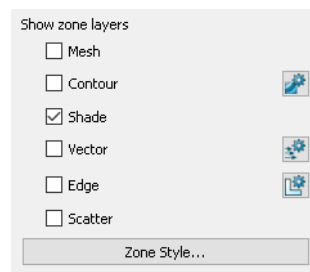 Show zone layers
Mesh
Contour
Shade
Vector
Edge
Scatter
Zone Style...